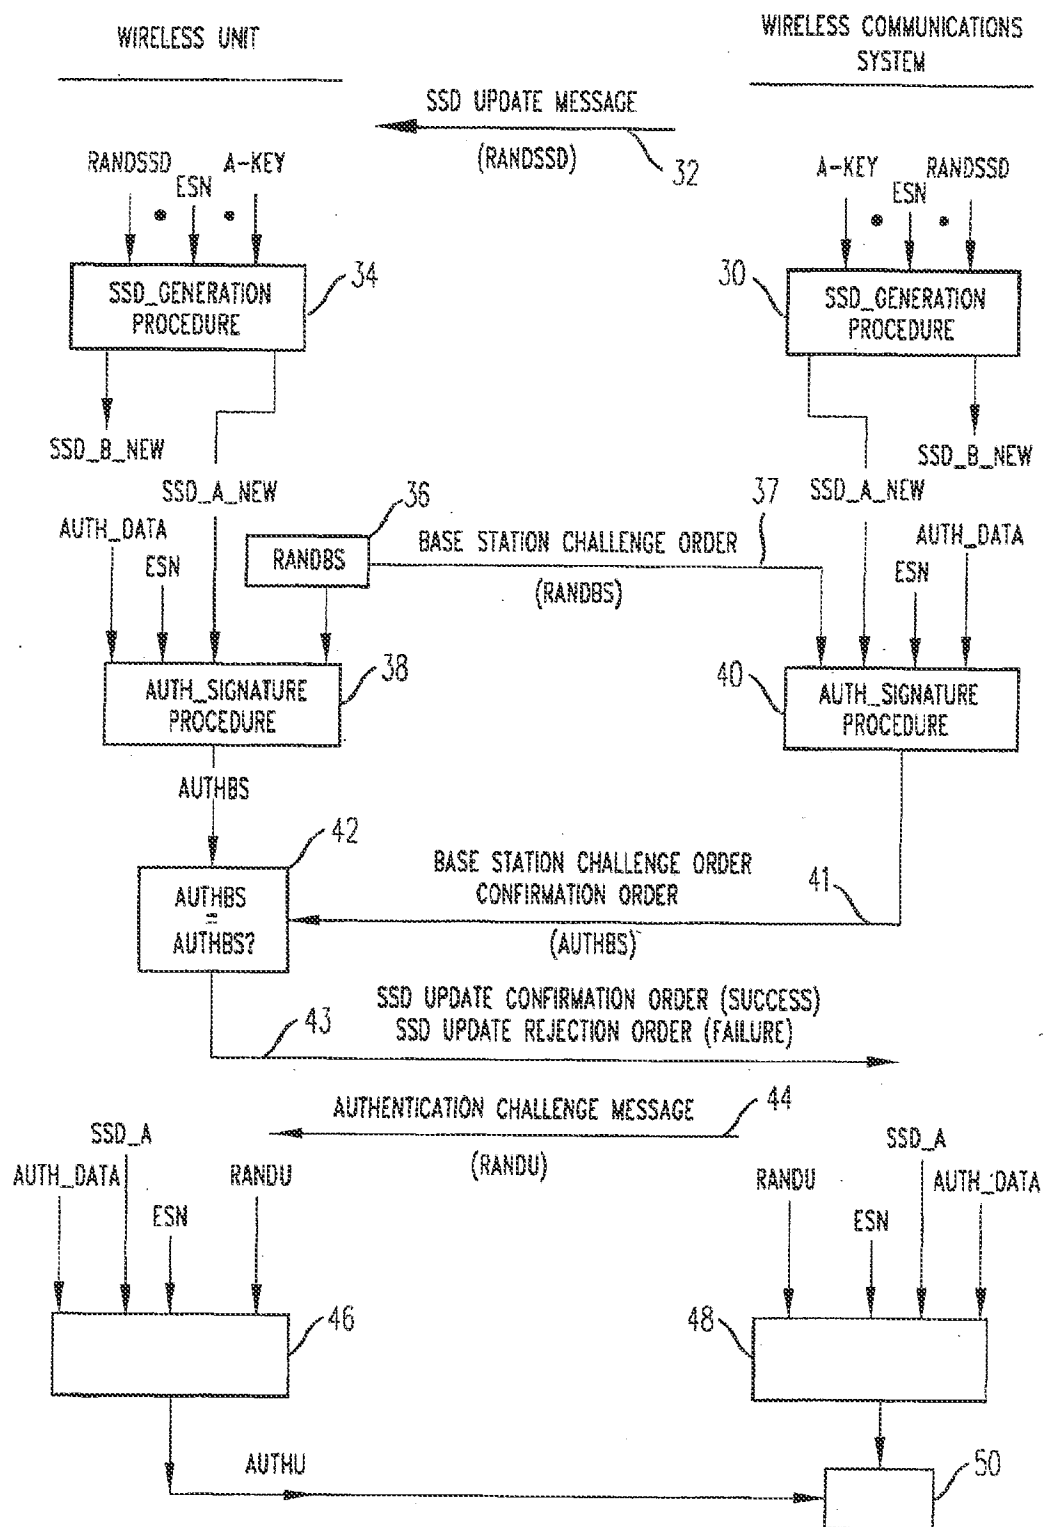 WIRELESS UNIT
WIRELESS COMMUNICATIONS
SYSTEM
SSD UPDATE MESSAGE
(RANDSSD)
32
RANDSSD
ESN
A-KEY
A-KEY
ESN
RANDSSD
34
SSD_GENERATION
PROCEDURE
30
SSD_GENERATION
PROCEDURE
SSD_B_NEW
SSD_B_NEW
SSD_A_NEW
SSD_A_NEW
36
37
AUTH_DATA
ESN
RANDBS
BASE STATION CHALLENGE ORDER
(RANDBS)
ESN
AUTH_DATA
38
AUTH_SIGNATURE
PROCEDURE
40
AUTH_SIGNATURE
PROCEDURE
AUTHBS
42
AUTHBS
=
AUTHBS?
BASE STATION CHALLENGE ORDER
CONFIRMATION ORDER
(AUTHBS)
41
SSD UPDATE CONFIRMATION ORDER (SUCCESS)
SSD UPDATE REJECTION ORDER (FAILURE)
43
AUTHENTICATION CHALLENGE MESSAGE
(RANDU)
44
SSD_A
AUTH_DATA
ESN
RANDU
SSD_A
RANDU
ESN
AUTH_DATA
46
48
AUTHU
50